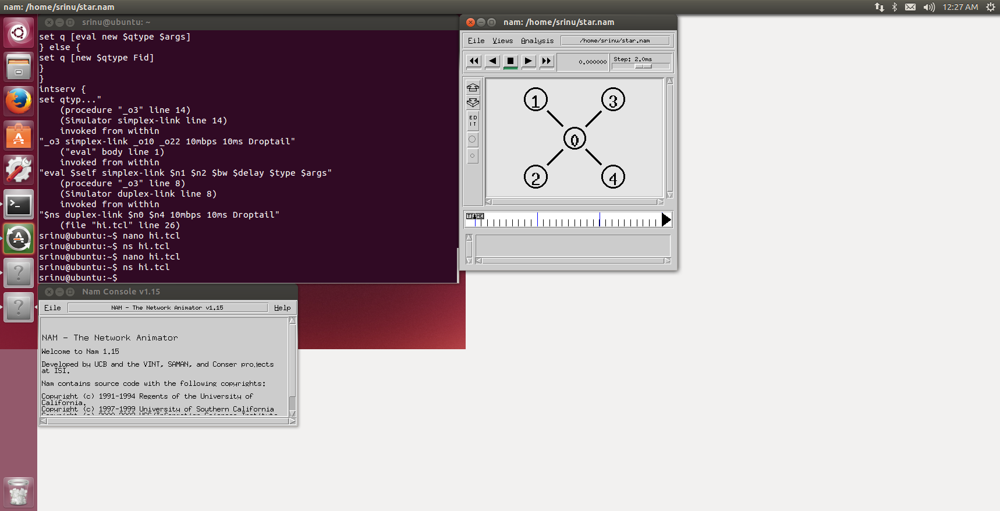 nam: /home/srinu/star.nam
12:27 AM
srinu@ubuntu: ~
set q [eval new $qtype $args]
} else {
set q [new $qtype Fid]
}
}
intserv {
set qtyp..."
(procedure "_o3" line 14)
(Simulator simplex-link line 14)
invoked from within
"_o3 simplex-link _o10 _o22 10mbps 10ms Droptail"
("eval" body line 1)
invoked from within
"eval $self simplex-link $n1 $n2 $bw $delay $type $args"
(procedure "_o3" line 8)
(Simulator duplex-link line 8)
invoked from within
"$ns duplex-link $n0 $n4 10mbps 10ms Droptail"
(file "hi.tcl" line 26)
srinu@ubuntu:~$ nano hi.tcl
srinu@ubuntu:~$ ns hi.tcl
srinu@ubuntu:~$ nano hi.tcl
srinu@ubuntu:~$ ns hi.tcl
srinu@ubuntu:~$
nam: /home/srinu/star.nam
File Views Analysis /home/srinu/star.nam
0.000000 Step: 2.0ms
ED
IT
1 3
0
2 4
TIME
Nam Console v1.15
File NAM - The Network Animator v1.15 Help
NAM - The Network Animator
Welcome to Nam 1.15
Developed by UCB and the VINT, SAMAN, and Conser projects
at ISI.
Nam contains source code with the following copyrights:
Copyright (c) 1991-1994 Regents of the University of
California.
Copyright (c) 1997-1999 University of Southern California